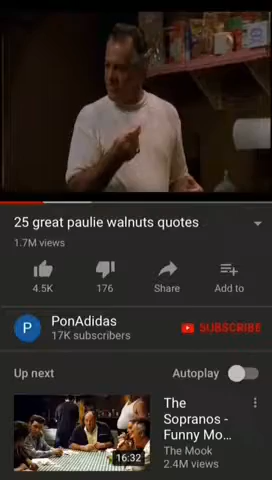 25 great paulie walnuts quotes
1.7M views
4.5K
176
Share
Add to
P
PonAdidas
17K subscribers
SUBSCRIBE
Up next
Autoplay
16:32
The
Sopranos -
Funny Mo...
The Mook
2.4M views